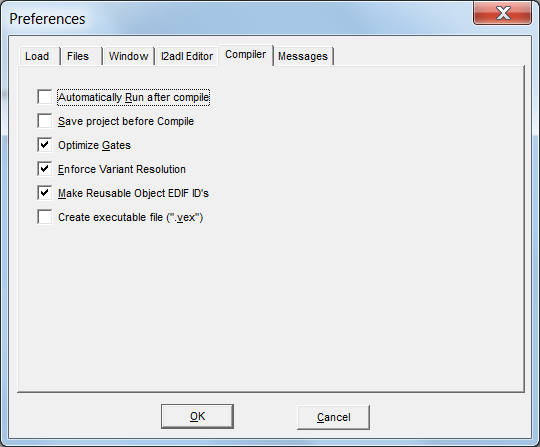 Preferences
Load Files Window I2adl Editor Compiler Messages
Automatically Run after compile
Save project before Compile
Optimize Gates
Enforce Variant Resolution
Make Reusable Object EDIF ID's
Create executable file (".vex")
OK Cancel